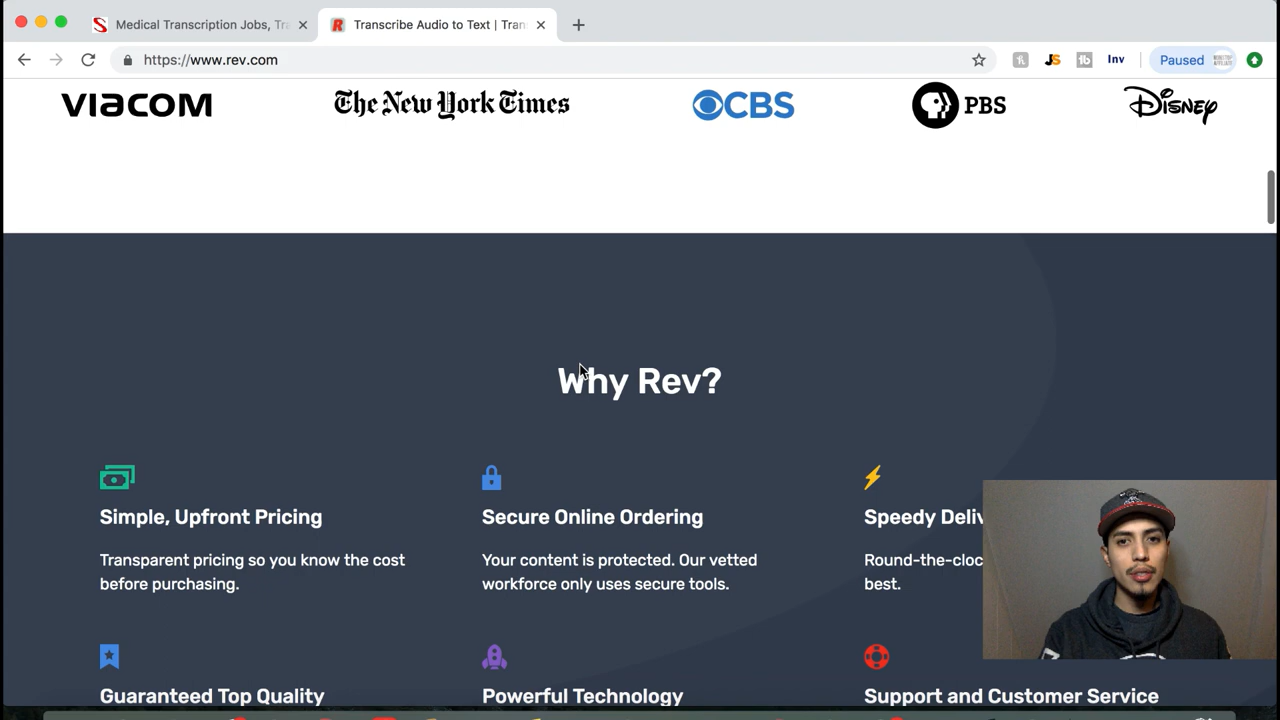 Medical Transcription Jobs, Tra
Transcribe Audio to Text | Tran
https://www.rev.com
JS
tb
Inv
Paused
VIACOM
The New York Times
CBS
PBS
Disney
Why Rev?
Simple, Upfront Pricing
Secure Online Ordering
Speedy Deliv
Transparent pricing so you know the cost
before purchasing.
Your content is protected. Our vetted
workforce only uses secure tools.
Round-the-cloc
best.
Guaranteed Top Quality
Powerful Technology
Support and Customer Service